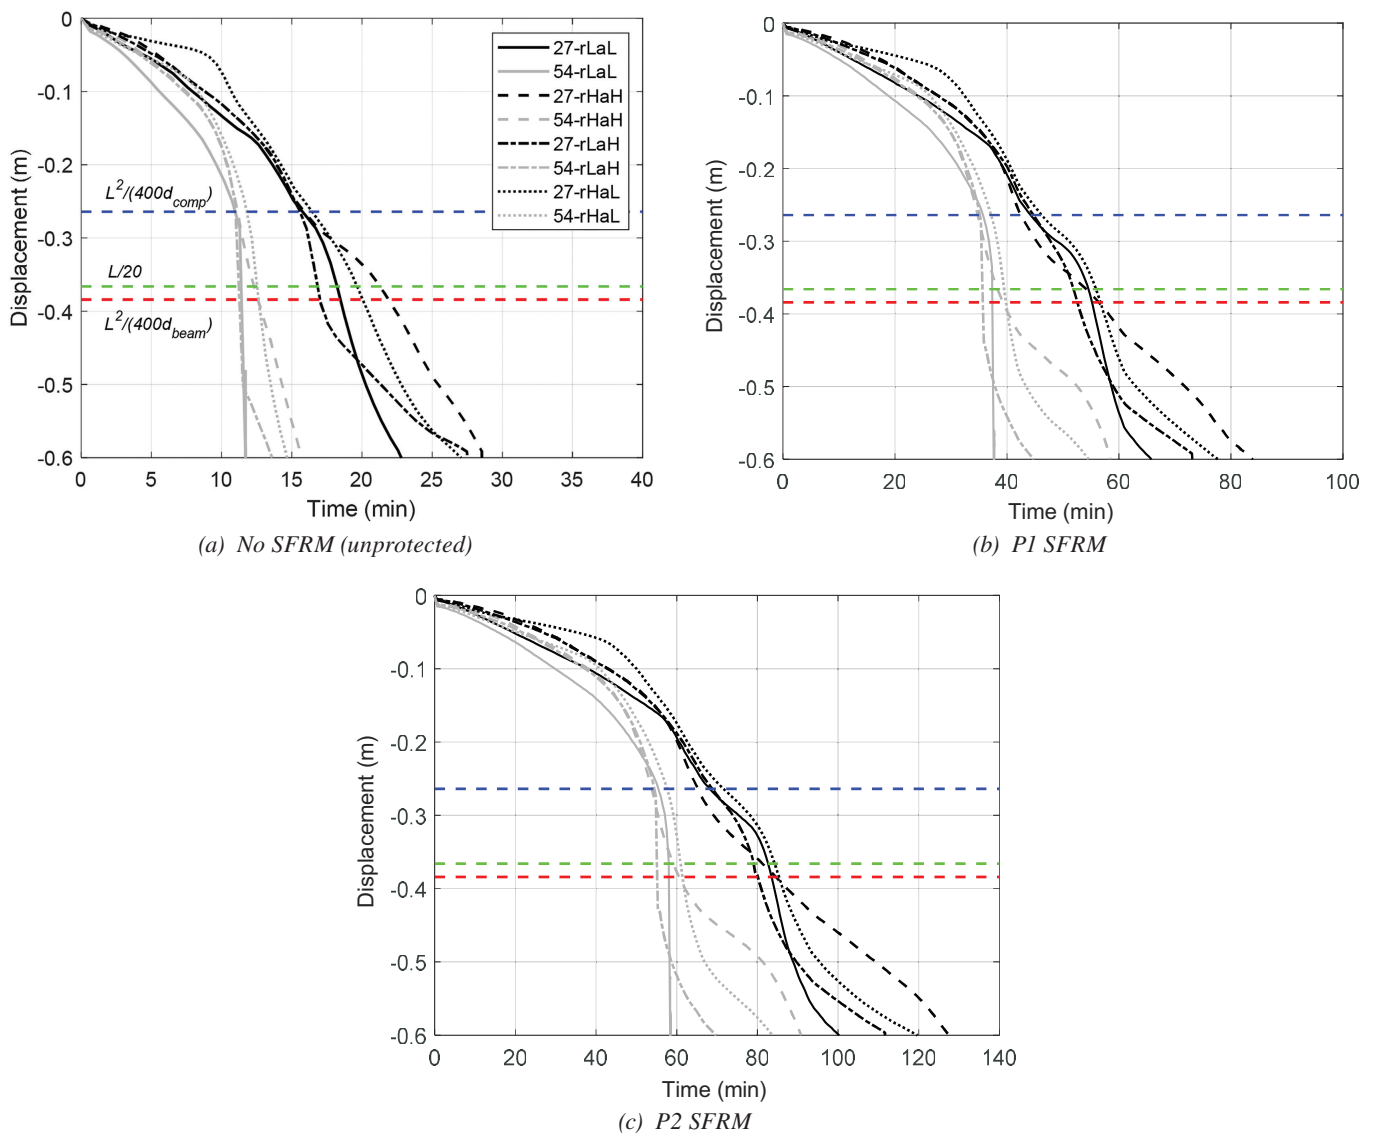 0
-0.1
-0.2
-0.3
-0.4
-0.5
-0.6
Displacement (m)
L²/(400d_comp)
L/20
L²/(400d_beam)
27-rLaL
54-rLaL
27-rHaH
54-rHaH
27-rLaH
54-rLaH
27-rHaL
54-rHaL
0 5 10 15 20 25 30 35 40
Time (min)
(a) No SFRM (unprotected)
0
-0.1
-0.2
-0.3
-0.4
-0.5
-0.6
Displacement (m)
0 20 40 60 80 100
Time (min)
(b) P1 SFRM
0
-0.1
-0.2
-0.3
-0.4
-0.5
-0.6
Displacement (m)
0 20 40 60 80 100 120 140
Time (min)
(c) P2 SFRM